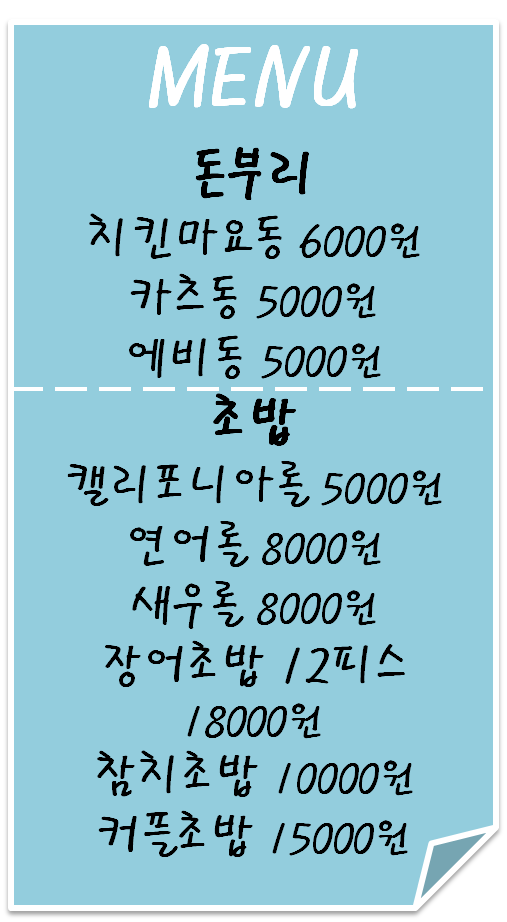 MENU
돈부리
치킨마요동 6000원
카츠동 5000원
에비동 5000원
초밥
캘리포니아롤 5000원
연어롤 8000원
새우롤 8000원
장어초밥 12피스
18000원
참치초밥 10000원
커플초밥 15000원